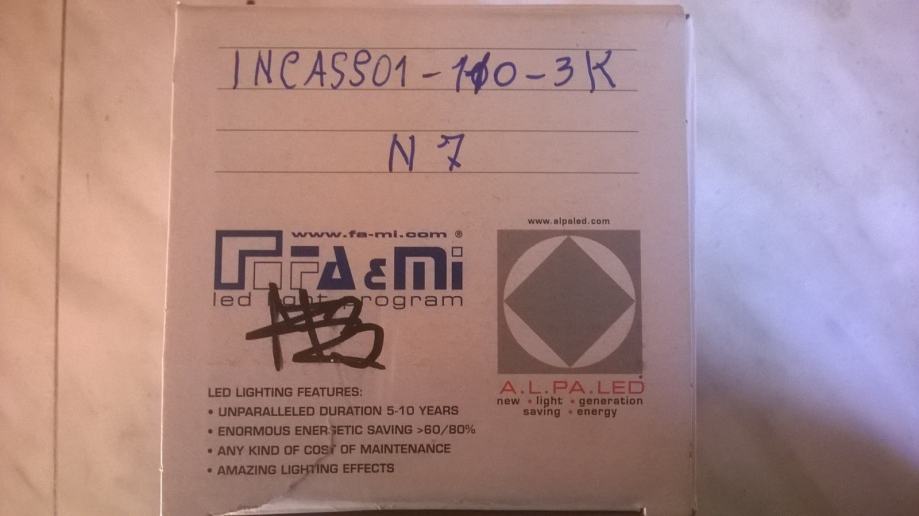 INCASS01-110-3K
N 7
www.fa-mi.com ®
FA & Mi
led light program
www.alpaled.com
A.L.PA.LED
new • light • generation
saving • energy
LED LIGHTING FEATURES:
• UNPARALLELED DURATION 5-10 YEARS
• ENORMOUS ENERGETIC SAVING >60/80%
• ANY KIND OF COST OF MAINTENANCE
• AMAZING LIGHTING EFFECTS